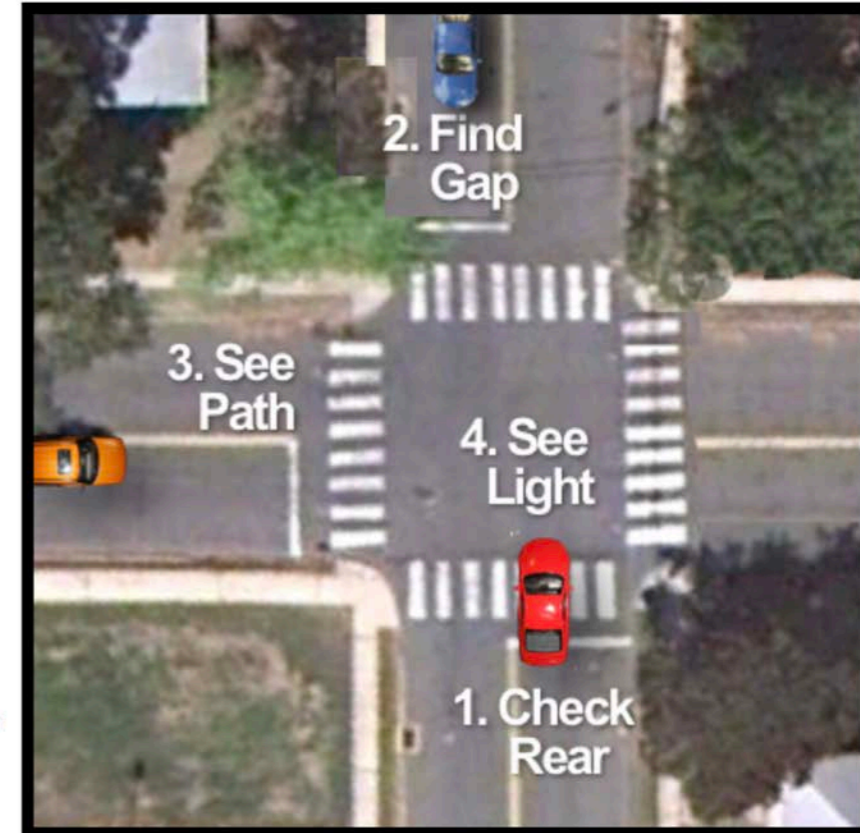 2. Find
Gap
3. See
Path
4. See
Light
1. Check
Rear